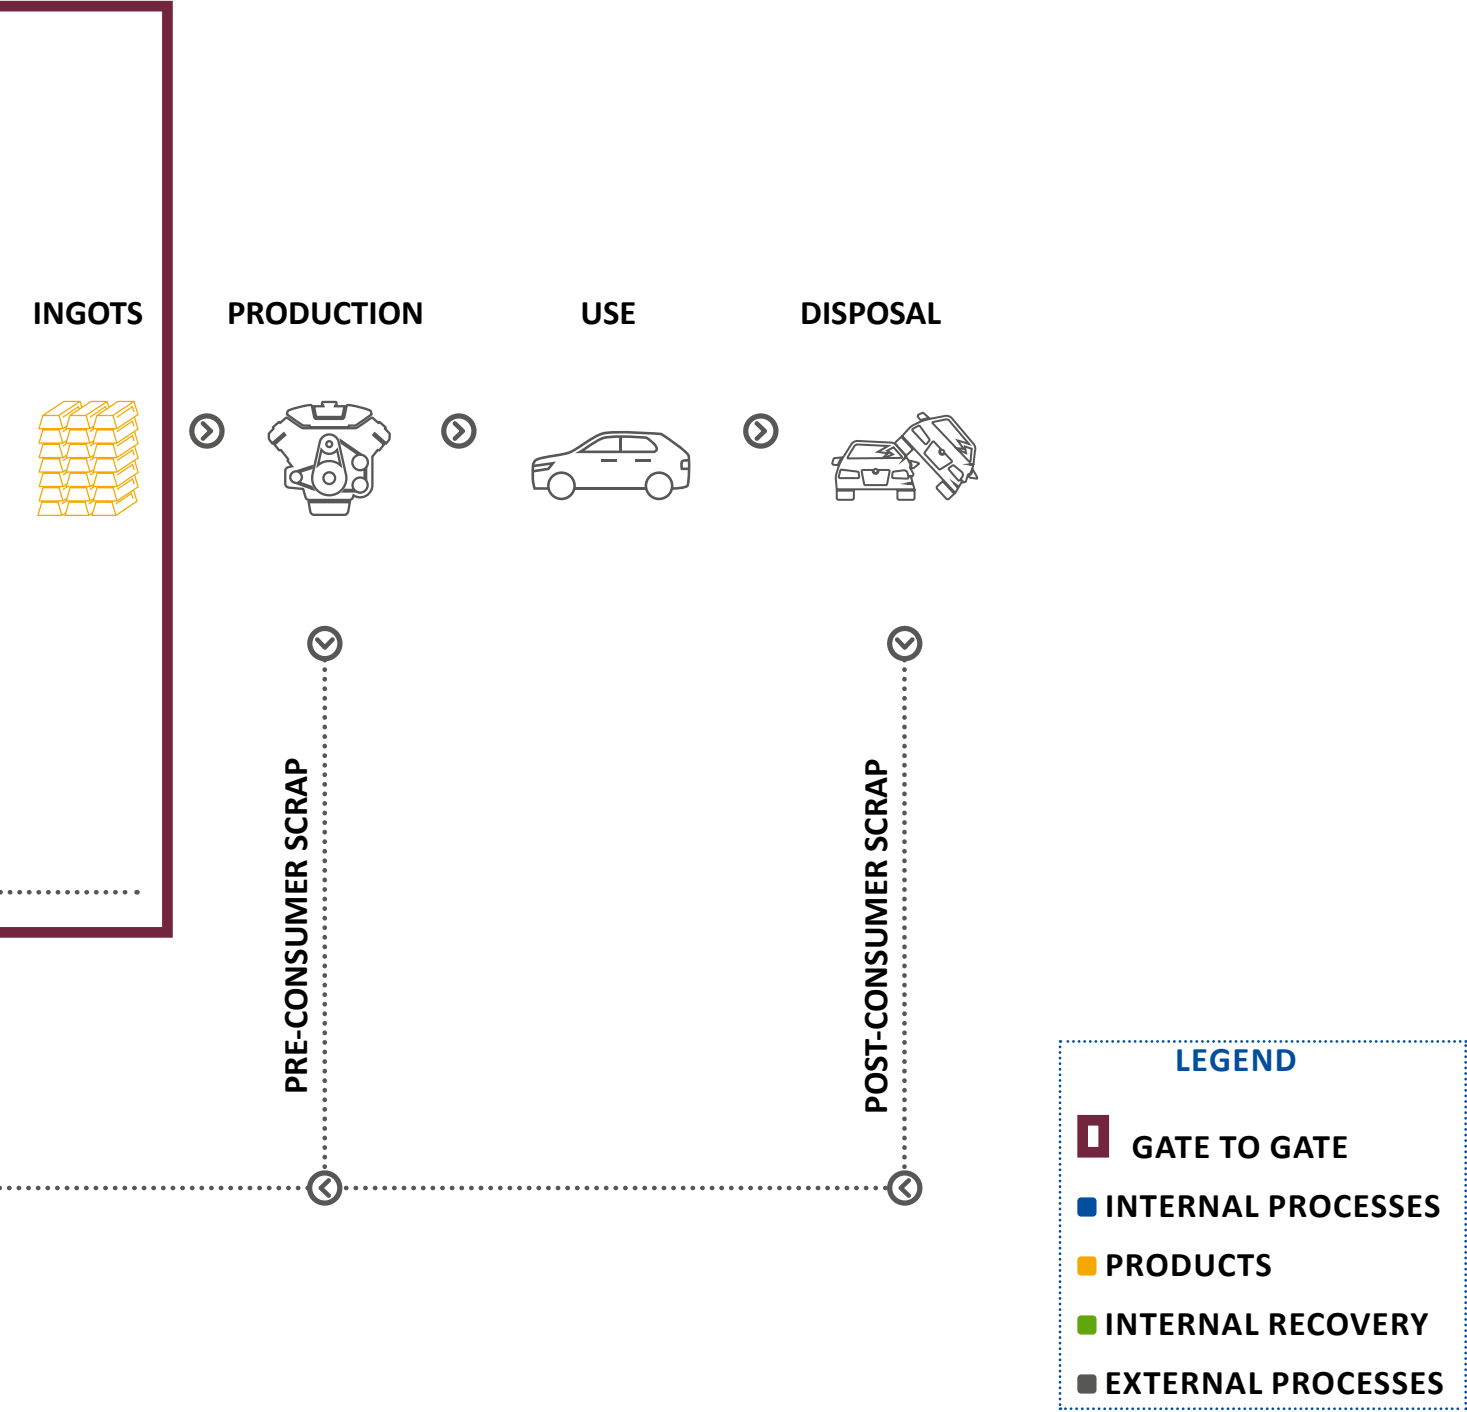 INGOTS
PRODUCTION
USE
DISPOSAL
PRE-CONSUMER SCRAP
POST-CONSUMER SCRAP
LEGEND
GATE TO GATE
INTERNAL PROCESSES
PRODUCTS
INTERNAL RECOVERY
EXTERNAL PROCESSES